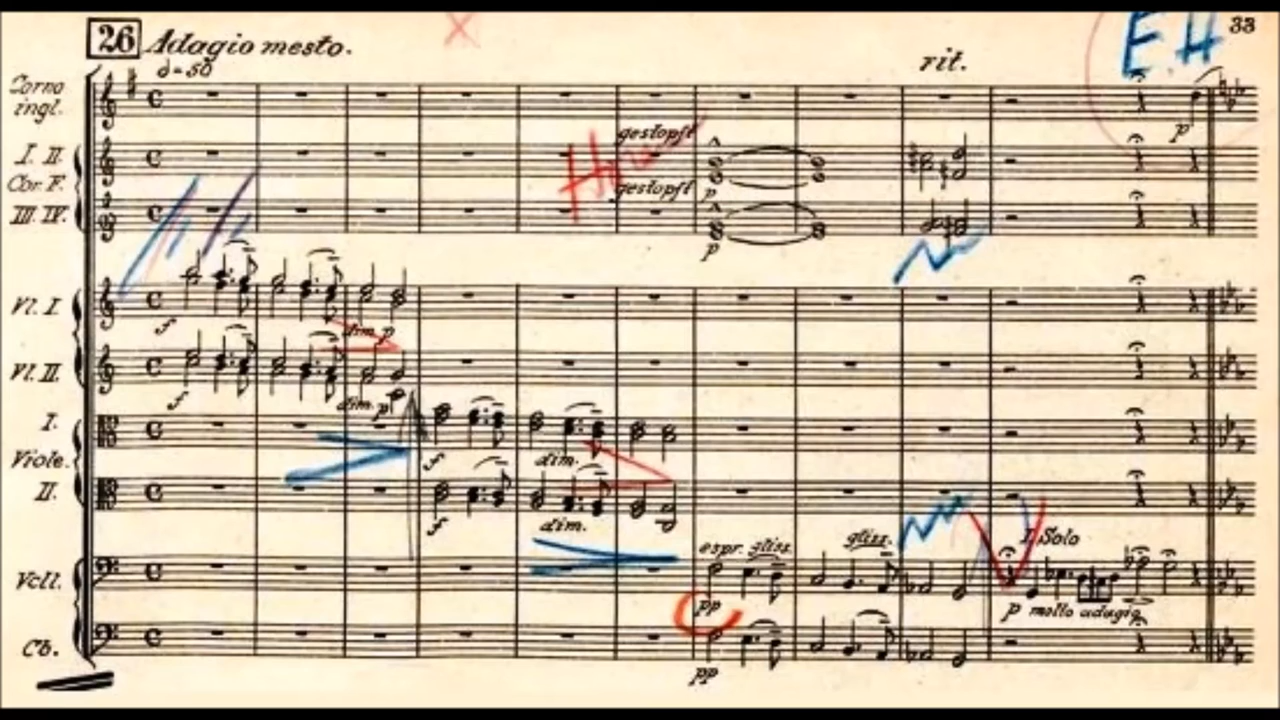 26 Adagio mesto. rit. E.H 33
♩=50
Corno
ingl. p
I. II. gestopft
Cor. F. gestopft p
III. IV. p
Vl. I f dim. p
Vl. II. f dim. p
I. f dim.
Viole.
II. f dim.
I. Solo
espr. gliss. gliss.
Vcll. pp p molto adagio
Cb. pp